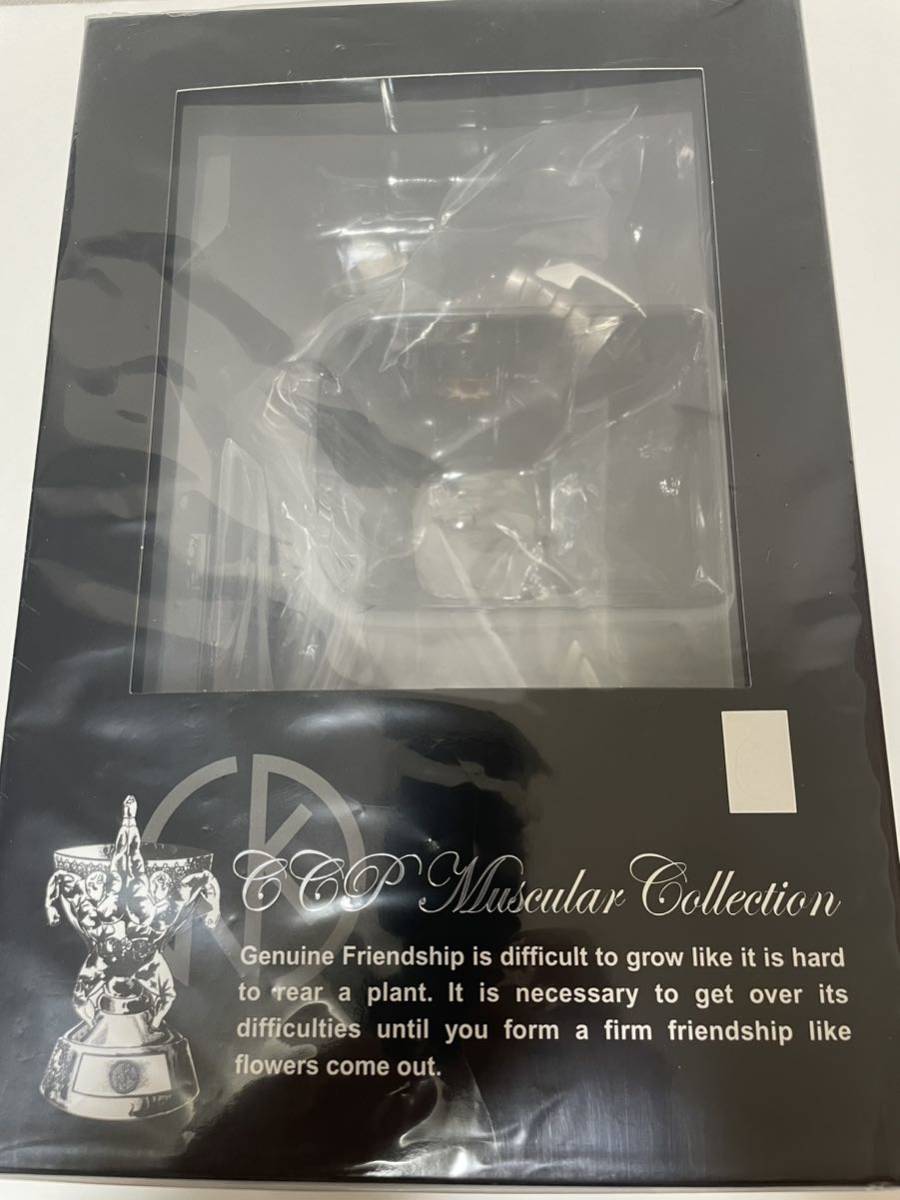 CCP Muscular Collection
Genuine Friendship is difficult to grow like it is hard
to rear a plant. It is necessary to get over its
difficulties until you form a firm friendship like
flowers come out.